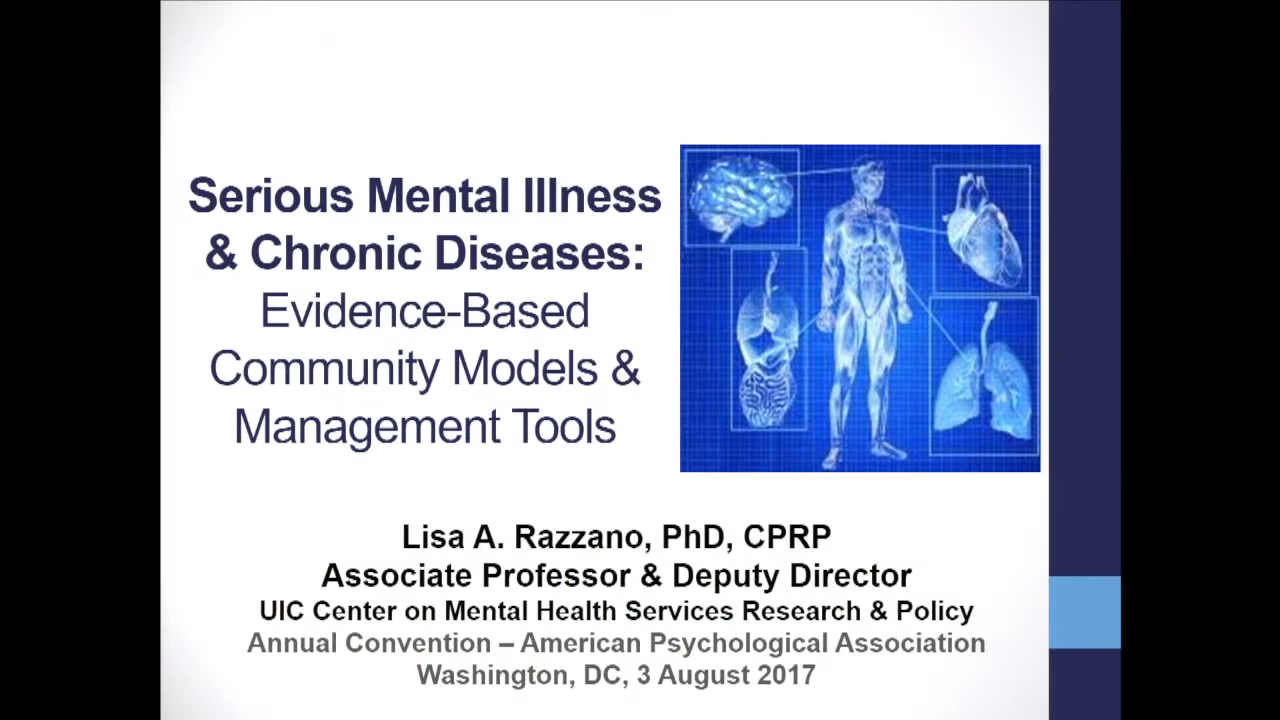 Serious Mental Illness
& Chronic Diseases:
Evidence-Based
Community Models &
Management Tools
Lisa A. Razzano, PhD, CPRP
Associate Professor & Deputy Director
UIC Center on Mental Health Services Research & Policy
Annual Convention – American Psychological Association
Washington, DC, 3 August 2017